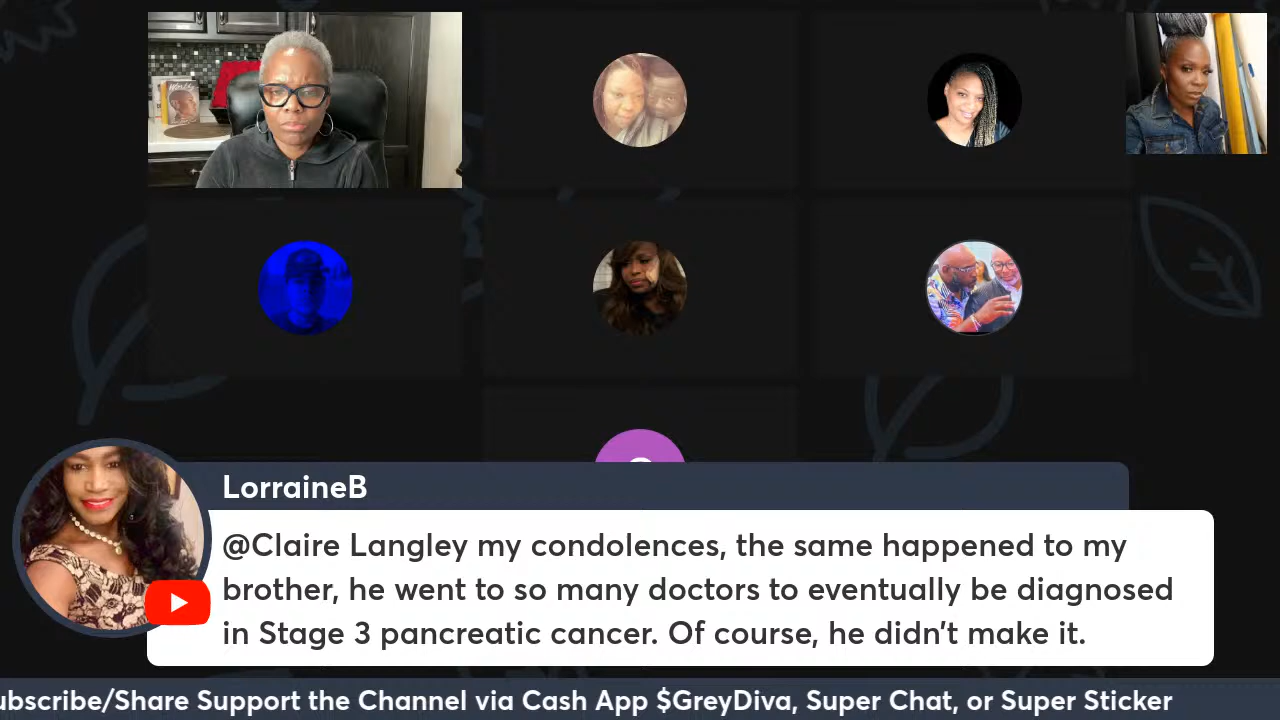 LorraineB
@Claire Langley my condolences, the same happened to my
brother, he went to so many doctors to eventually be diagnosed
in Stage 3 pancreatic cancer. Of course, he didn't make it.
ubscribe/Share Support the Channel via Cash App $GreyDiva, Super Chat, or Super Sticker